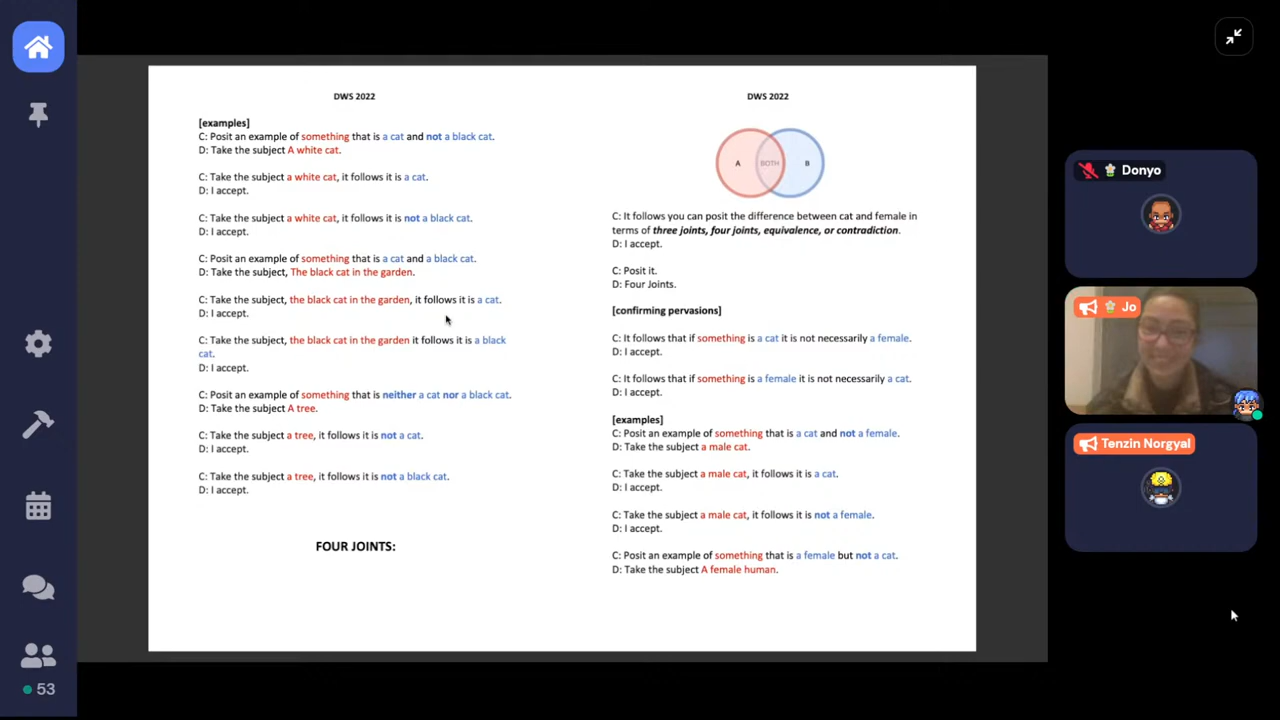 DWS 2022
[examples]
C: Posit an example of something that is a cat and not a black cat.
D: Take the subject A white cat.
C: Take the subject a white cat, it follows it is a cat.
D: I accept.
C: Take the subject a white cat, it follows it is not a black cat.
D: I accept.
C: Posit an example of something that is a cat and a black cat.
D: Take the subject, The black cat in the garden.
C: Take the subject, the black cat in the garden, it follows it is a cat.
D: I accept.
C: Take the subject, the black cat in the garden it follows it is a black
cat.
D: I accept.
C: Posit an example of something that is neither a cat nor a black cat.
D: Take the subject A tree.
C: Take the subject a tree, it follows it is not a cat.
D: I accept.
C: Take the subject a tree, it follows it is not a black cat.
D: I accept.
FOUR JOINTS:
DWS 2022
A BOTH B
C: It follows you can posit the difference between cat and female in
terms of three joints, four joints, equivalence, or contradiction.
D: I accept.
C: Posit it.
D: Four Joints.
[confirming pervasions]
C: It follows that if something is a cat it is not necessarily a female.
D: I accept.
C: It follows that if something is a female it is not necessarily a cat.
D: I accept.
[examples]
C: Posit an example of something that is a cat and not a female.
D: Take the subject a male cat.
C: Take the subject a male cat, it follows it is a cat.
D: I accept.
C: Take the subject a male cat, it follows it is not a female.
D: I accept.
C: Posit an example of something that is a female but not a cat.
D: Take the subject A female human.
Donyo
Jo
Tenzin Norgyal
53